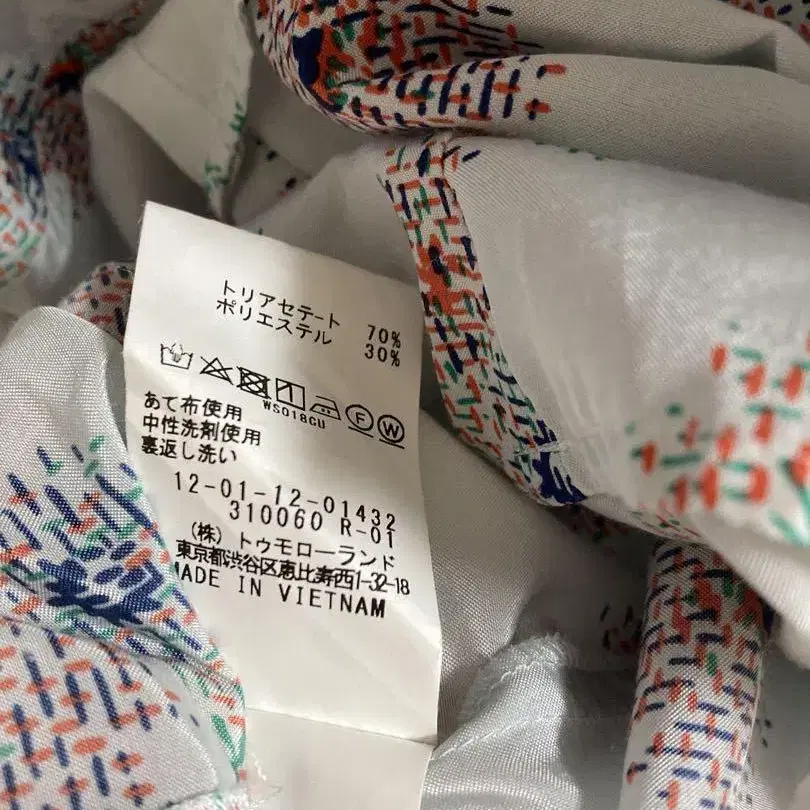 トリアセテート 70%
ポリエステル 30%
F W
WS018GU
あて布使用
中性洗剤使用
裏返し洗い
12-01-12-01432
310060 R-01
(株) トゥモローランド
東京都渋谷区恵比寿西1-32-18
MADE IN VIETNAM